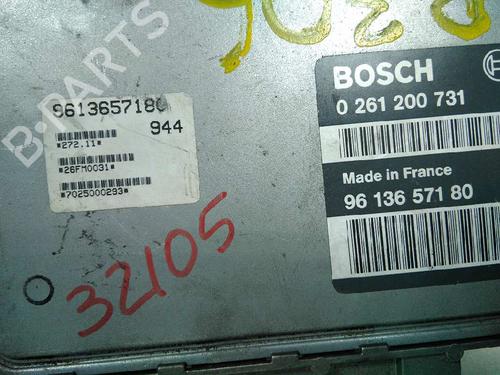 9613657180
944
*272.11*
*26FM0031*
*7025000293*
32105
BOSCH
0 261 200 731
Made in France
96 136 571 80
B-PARTS